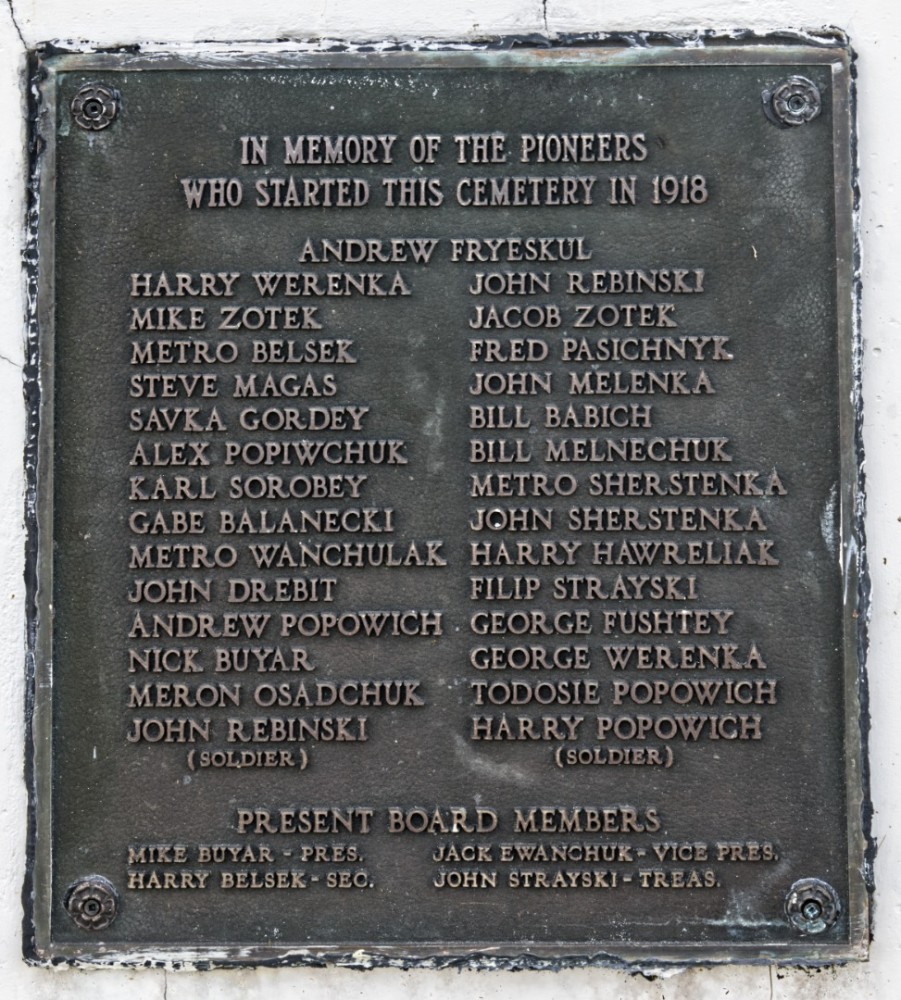 IN MEMORY OF THE PIONEERS
WHO STARTED THIS CEMETERY IN 1918
ANDREW FRYESKUL
HARRY WERENKA JOHN REBINSKI
MIKE ZOTEK JACOB ZOTEK
METRO BELSEK FRED PASICHNYK
STEVE MAGAS JOHN MELENKA
SAVKA GORDEY BILL BABICH
ALEX POPIWCHUK BILL MELNECHUK
KARL SOROBEY METRO SHERSTENKA
GABE BALANECKI JOHN SHERSTENKA
METRO WANCHULAK HARRY HAWRELIAK
JOHN DREBIT FILIP STRAYSKI
ANDREW POPOWICH GEORGE FUSHTEY
NICK BUYAR GEORGE WERENKA
MERON OSADCHUK TODOSIE POPOWICH
JOHN REBINSKI HARRY POPOWICH
(SOLDIER) (SOLDIER)
PRESENT BOARD MEMBERS
MIKE BUYAR - PRES. JACK EWANCHUK - VICE PRES.
HARRY BELSEK - SEC. JOHN STRAYSKI - TREAS.